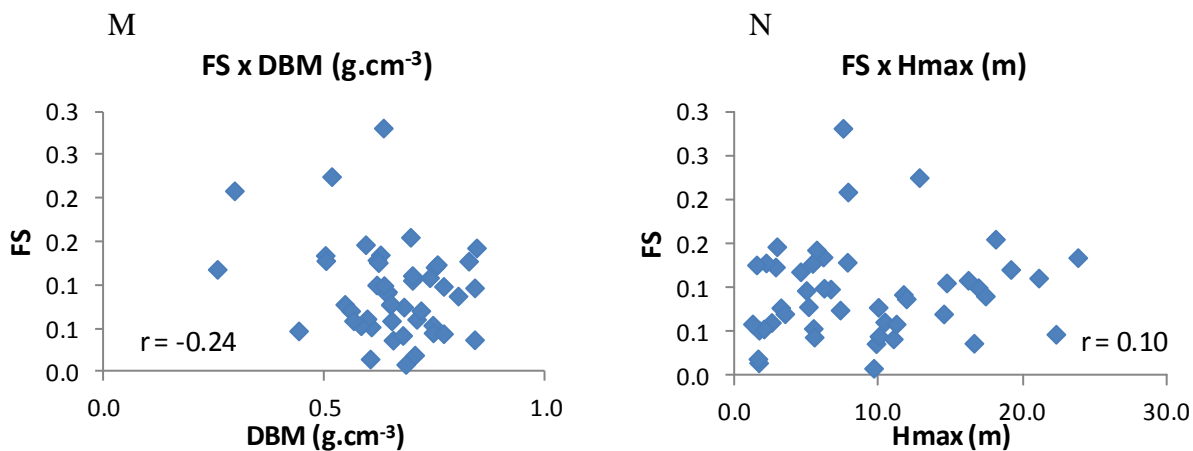 M
FS x DBM (g.cm⁻³)
0.3
0.3
0.2
0.2
0.1
0.1
0.0
FS
r = -0.24
0.0 0.5 1.0
DBM (g.cm⁻³)
N
FS x Hmax (m)
0.3
0.3
0.2
0.2
0.1
0.1
0.0
FS
r = 0.10
0.0 10.0 20.0 30.0
Hmax (m)